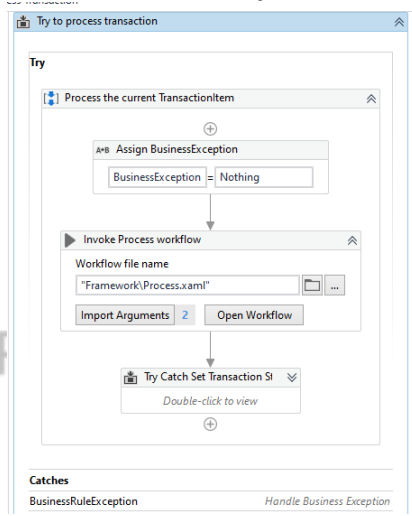 Try to process transaction
Try
Process the current TransactionItem
A*B Assign BusinessException
BusinessException = Nothing
Invoke Process workflow
Workflow file name
"Framework\Process.xaml"
...
Import Arguments 2 Open Workflow
Try Catch Set Transaction St
Double-click to view
Catches
BusinessRuleException Handle Business Exception